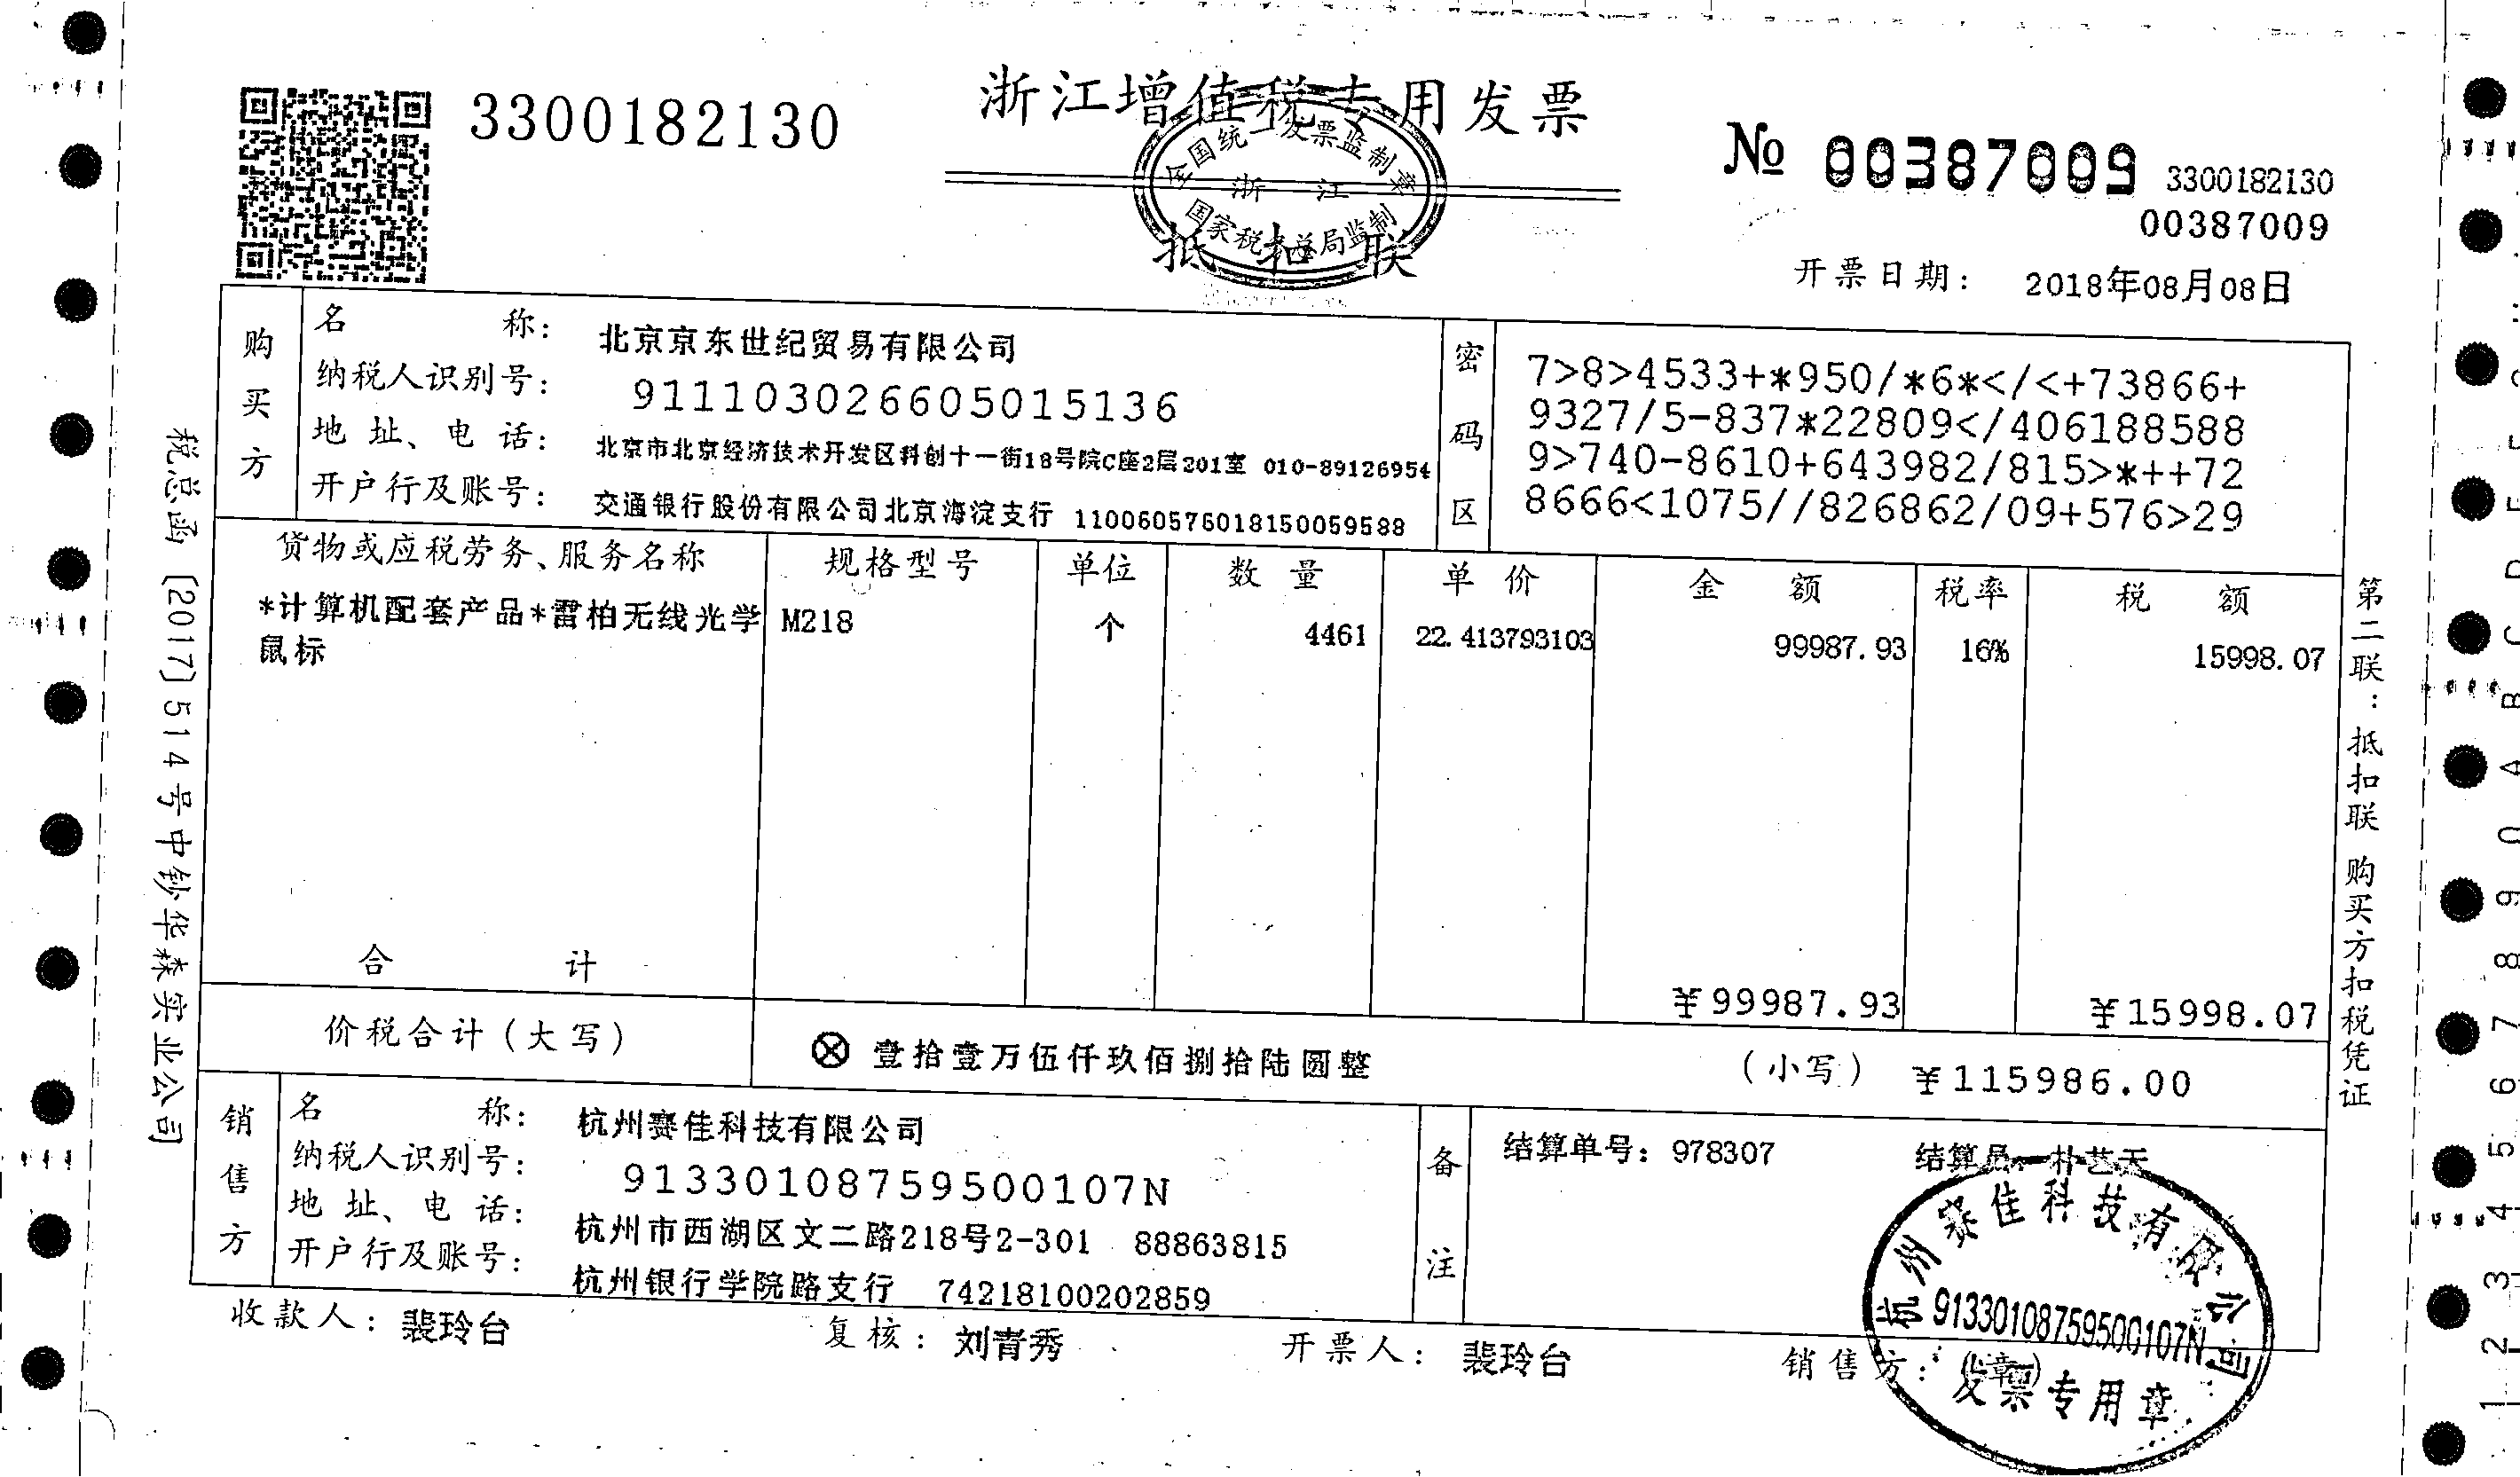 浙江增值税专用发票
3300182130
全国统一发票监制章
浙 江
国家税务总局监制
抵 扣 联
№ 00387009
3300182130
00387009
开票日期: 2018年08月08日
购买方
名 称: 北京京东世纪贸易有限公司
纳税人识别号: 911103026605015136
地 址、电 话: 北京市北京经济技术开发区科创十一街18号院C座2层201室 010-89126954
开户行及账号: 交通银行股份有限公司北京海淀支行 110060576018150059588
密码区
7>8>4533+*950/*6*</<+73866+
9327/5-837*22809</406188588
9>740-8610+643982/815>*++72
8666<1075//826862/09+576>29
货物或应税劳务、服务名称 规格型号 单位 数 量 单 价 金 额 税率 税 额
*计算机配套产品*雷柏无线光学 M218 个 4461 22.413793103 99987.93 16% 15998.07
鼠标
合 计 ¥99987.93 ¥15998.07
价税合计(大写) ⊗ 壹拾壹万伍仟玖佰捌拾陆圆整 (小写) ¥115986.00
销售方
名 称: 杭州赛佳科技有限公司
纳税人识别号: 91330108759500107N
地 址、电 话: 杭州市西湖区文二路218号2-301 88863815
开户行及账号: 杭州银行学院路支行 74218100202859
备注
结算单号: 978307 结算员: 朴艺天
收款人: 裴玲台 复核: 刘青秀 开票人: 裴玲台 销售方: (章)
杭州赛佳科技有限公司
91330108759500107N
发票专用章
税总函〔2017〕514号中钞华森实业公司
第二联:抵扣联 购买方扣税凭证